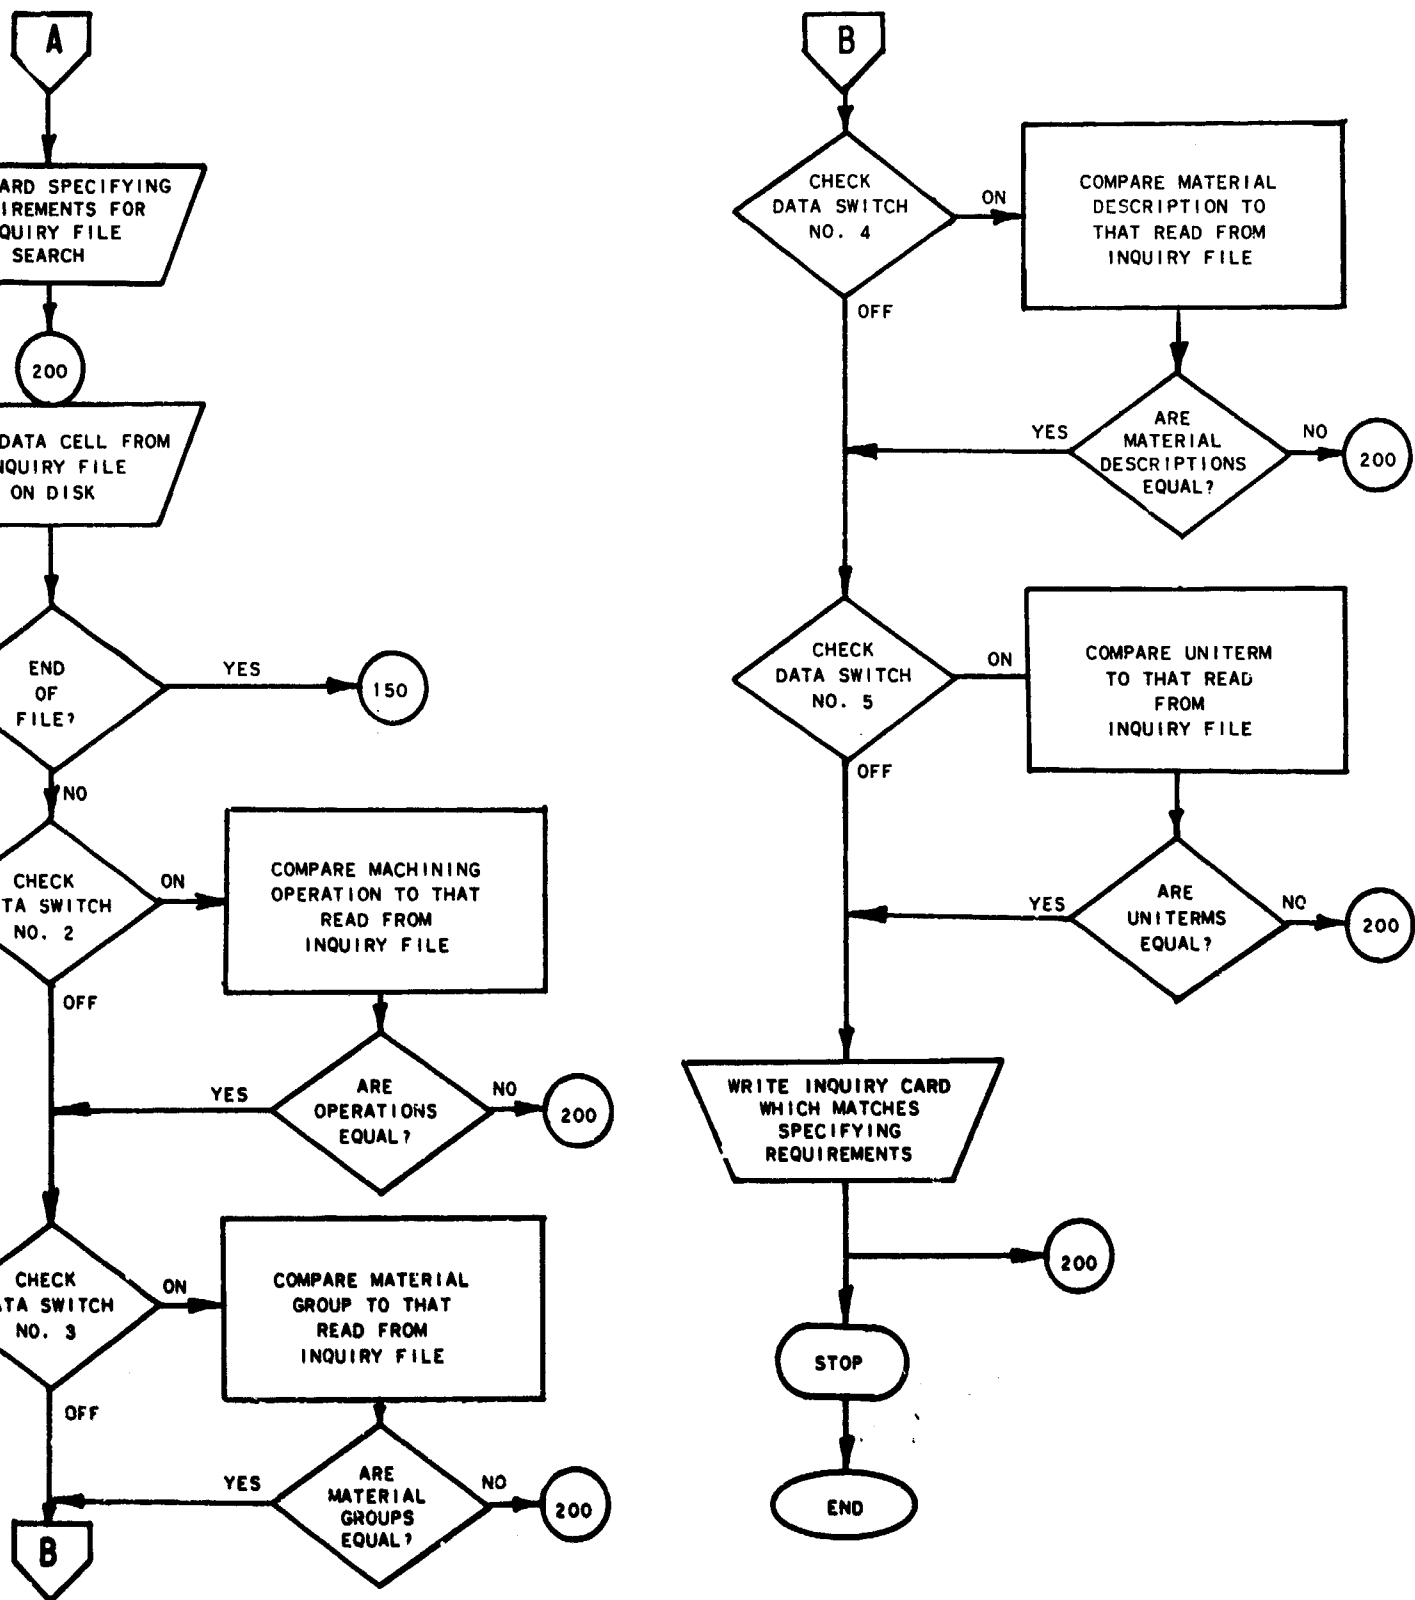 A
ARD SPECIFYING
IREMENTS FOR
QUIRY FILE
SEARCH
200
DATA CELL FROM
NQUIRY FILE
ON DISK
END
OF
FILE?
YES
150
NO
CHECK
TA SWITCH
NO. 2
ON
COMPARE MACHINING
OPERATION TO THAT
READ FROM
INQUIRY FILE
OFF
ARE
OPERATIONS
EQUAL?
YES
NO
200
CHECK
TA SWITCH
NO. 3
ON
COMPARE MATERIAL
GROUP TO THAT
READ FROM
INQUIRY FILE
OFF
ARE
MATERIAL
GROUPS
EQUAL?
YES
NO
200
B
B
CHECK
DATA SWITCH
NO. 4
ON
COMPARE MATERIAL
DESCRIPTION TO
THAT READ FROM
INQUIRY FILE
OFF
ARE
MATERIAL
DESCRIPTIONS
EQUAL?
YES
NO
200
CHECK
DATA SWITCH
NO. 5
ON
COMPARE UNITERM
TO THAT READ
FROM
INQUIRY FILE
OFF
ARE
UNITERMS
EQUAL?
YES
NO
200
WRITE INQUIRY CARD
WHICH MATCHES
SPECIFYING
REQUIREMENTS
200
STOP
END